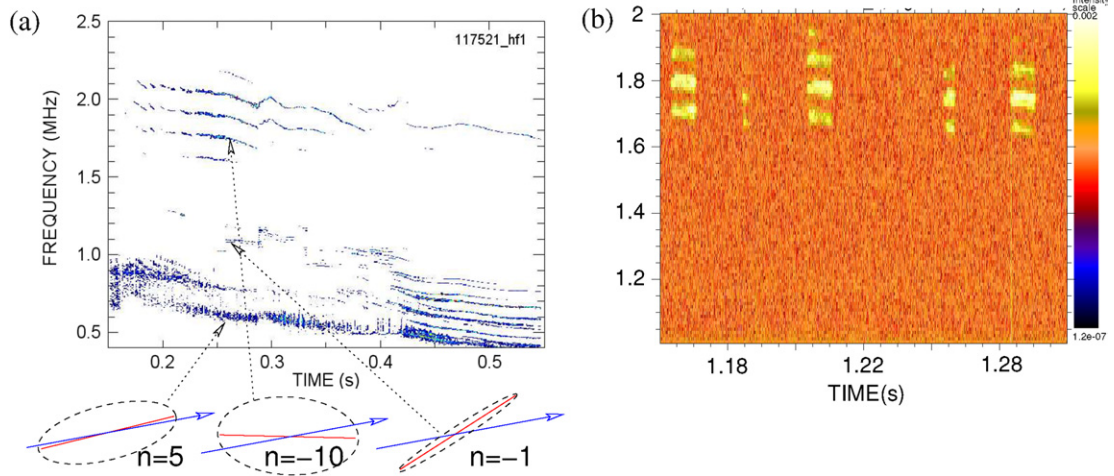 (a)
2.5
2.0
1.5
1.0
0.5
FREQUENCY (MHz)
117521_hf1
0.2 0.3 0.4 0.5
TIME (s)
n=5 n=-10 n=-1
(b)
intensity
scale
0.002
2
1.8
1.6
1.4
1.2
1.2e-07
1.18 1.22 1.28
TIME(s)